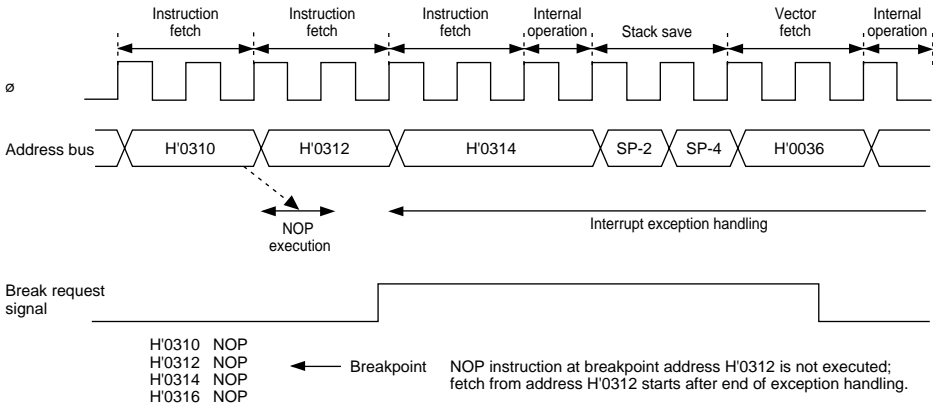 Instruction fetch
Instruction fetch
Instruction fetch
Internal operation
Stack save
Vector fetch
Internal operation
ø
Address bus
H'0310
H'0312
H'0314
SP-2
SP-4
H'0036
NOP execution
Interrupt exception handling
Break request signal
H'0310 NOP
H'0312 NOP
H'0314 NOP
H'0316 NOP
Breakpoint
NOP instruction at breakpoint address H'0312 is not executed;
fetch from address H'0312 starts after end of exception handling.